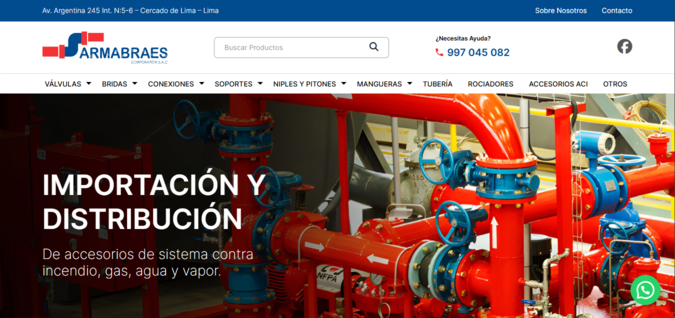 Av. Argentina 245 Int. N:5-6 – Cercado de Lima – Lima
Sobre Nosotros
Contacto
ARMABRAES
CORPORATION S.A.C
Buscar Productos
¿Necesitas Ayuda?
997 045 082
VÁLVULAS
BRIDAS
CONEXIONES
SOPORTES
NIPLES Y PITONES
MANGUERAS
TUBERÍA
ROCIADORES
ACCESORIOS ACI
OTROS
IMPORTACIÓN Y
DISTRIBUCIÓN
De accesorios de sistema contra
incendio, gas, agua y vapor.
NFPA